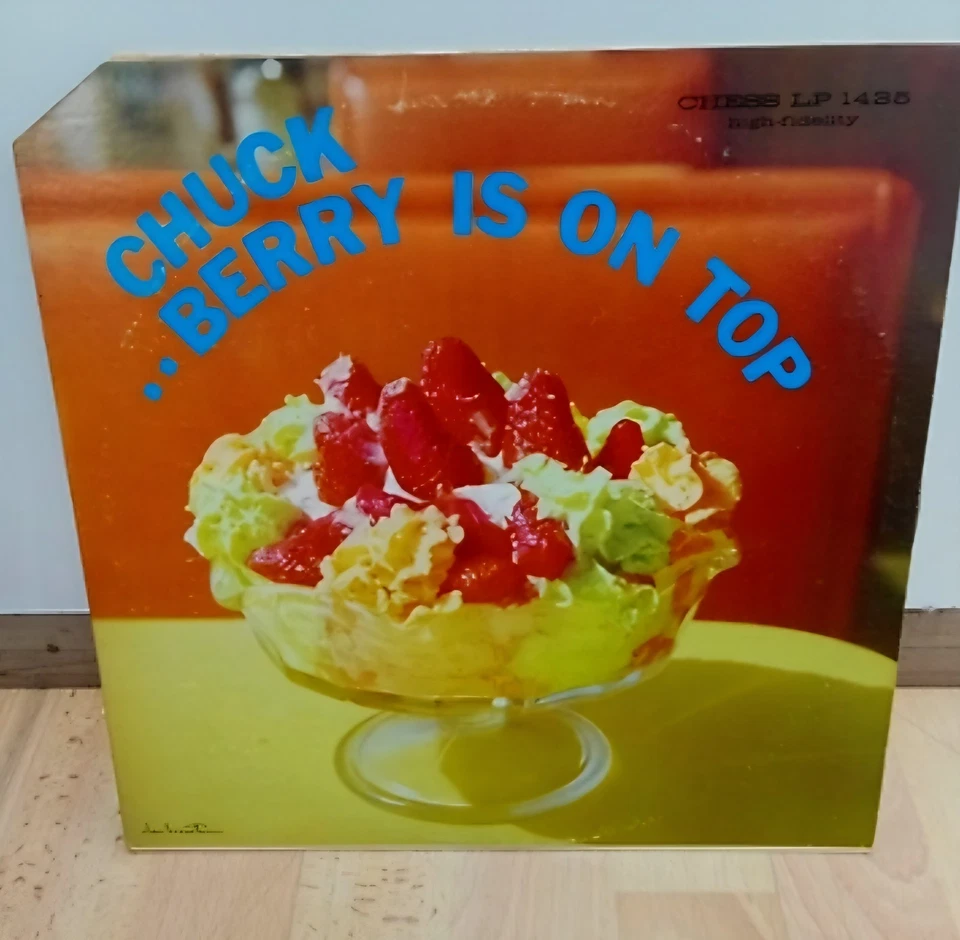 CHESS LP 1435
high-fidelity
CHUCK
..BERRY IS ON TOP